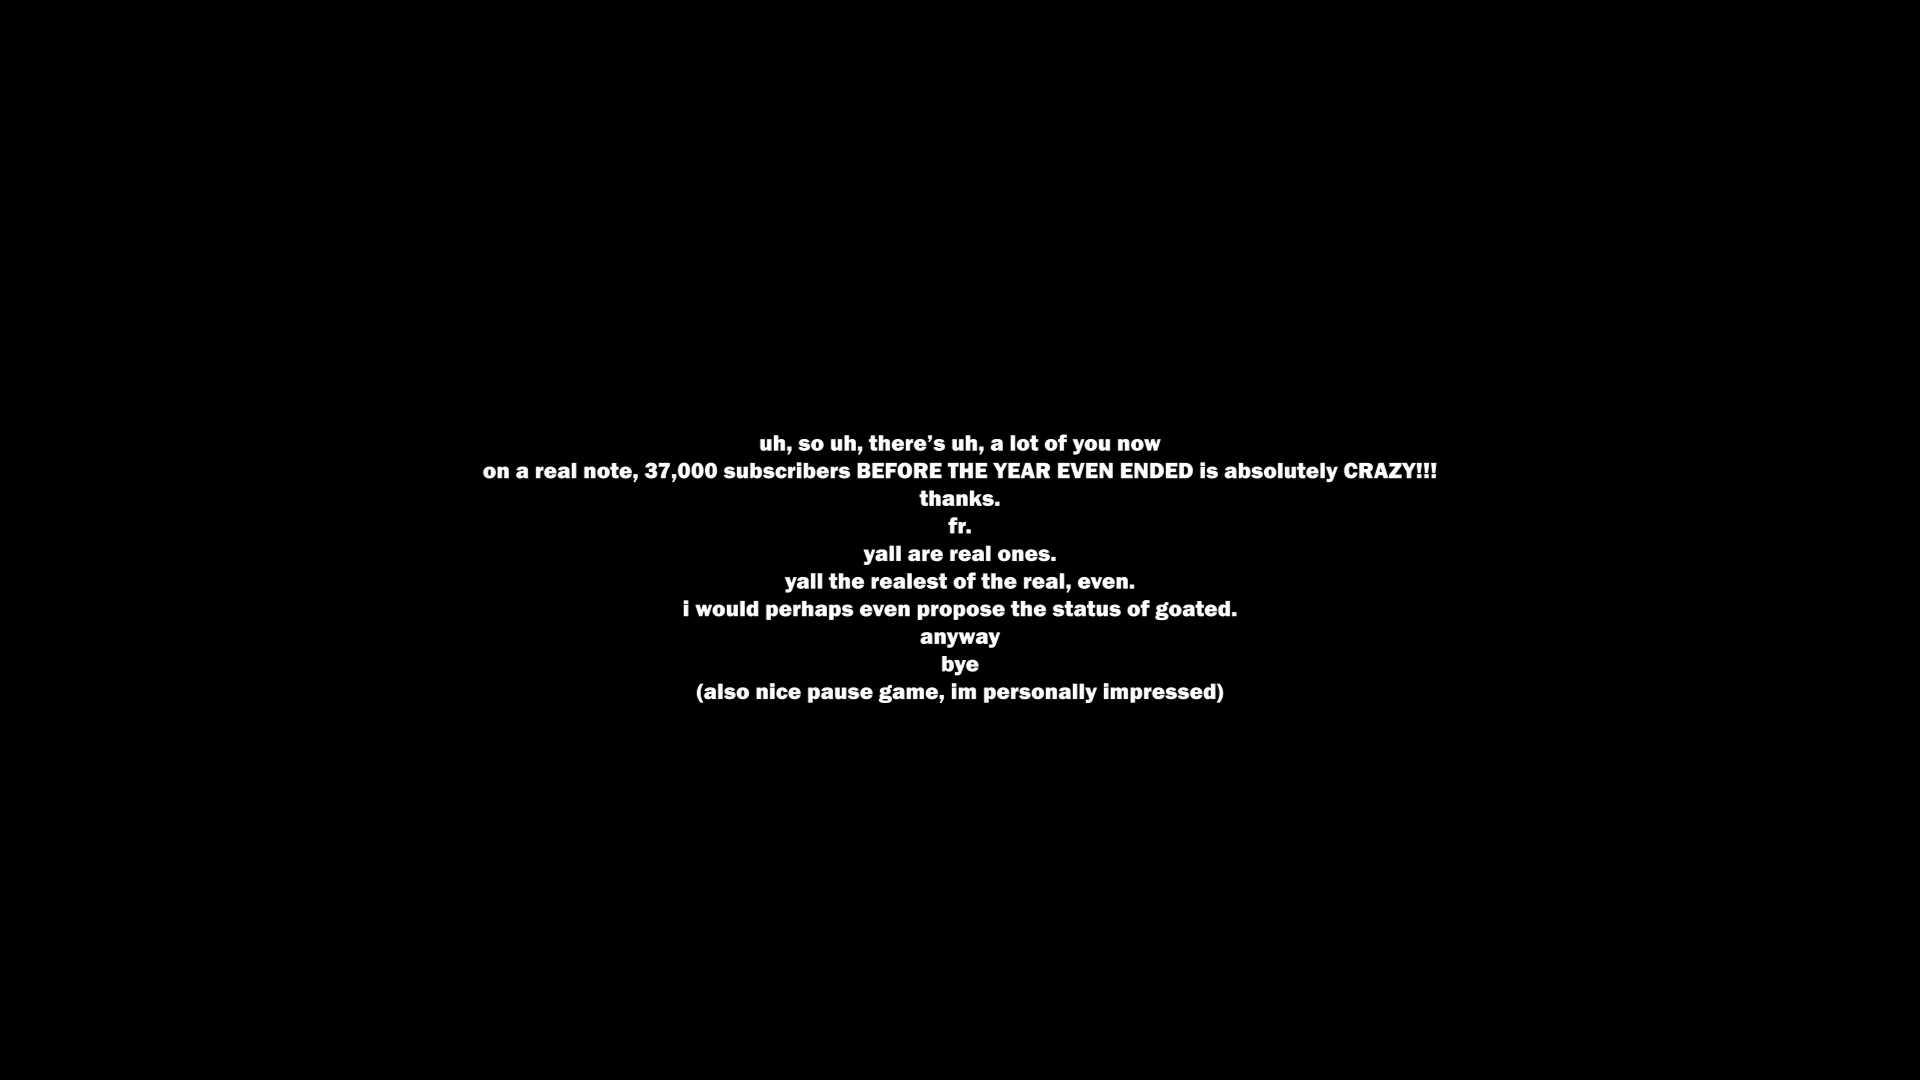 uh, so uh, there’s uh, a lot of you now
on a real note, 37,000 subscribers BEFORE THE YEAR EVEN ENDED is absolutely CRAZY!!!
thanks.
fr.
yall are real ones.
yall the realest of the real, even.
i would perhaps even propose the status of goated.
anyway
bye
(also nice pause game, im personally impressed)